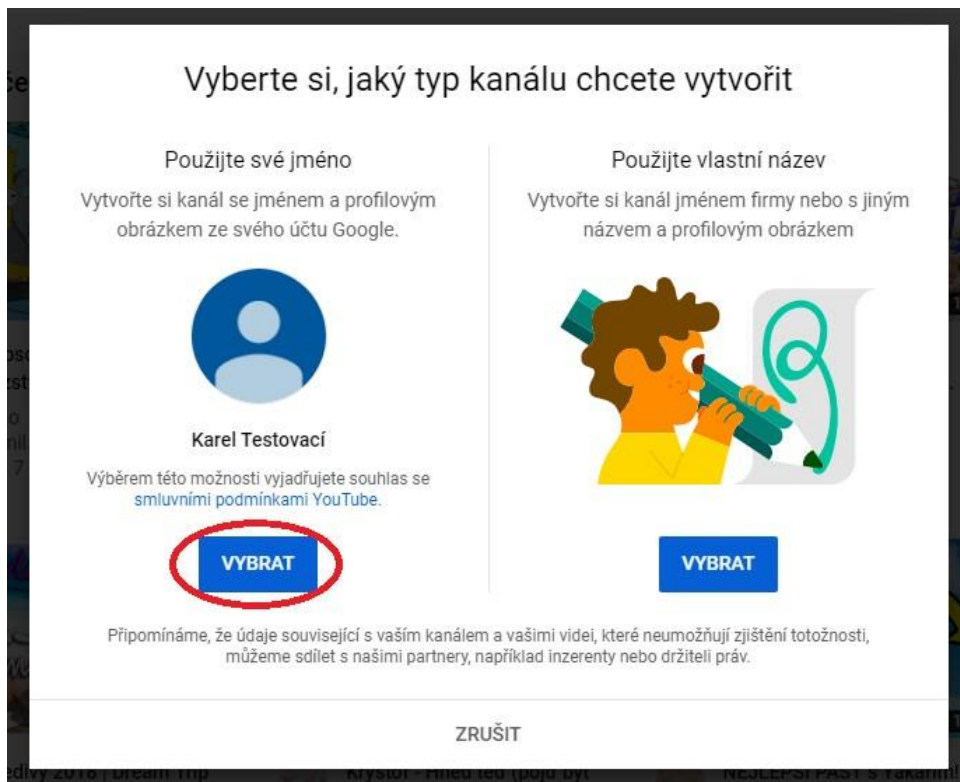 Vyberte si, jaký typ kanálu chcete vytvořit
Použijte své jméno
Vytvořte si kanál se jménem a profilovým
obrázkem ze svého účtu Google.
Karel Testovací
Výběrem této možnosti vyjadřujete souhlas se
smluvními podmínkami YouTube.
VYBRAT
Použijte vlastní název
Vytvořte si kanál jménem firmy nebo s jiným
názvem a profilovým obrázkem
VYBRAT
Připomínáme, že údaje související s vaším kanálem a vašimi videi, které neumožňují zjištění totožnosti,
můžeme sdílet s našimi partnery, například inzerenty nebo držiteli práv.
ZRUŠIT